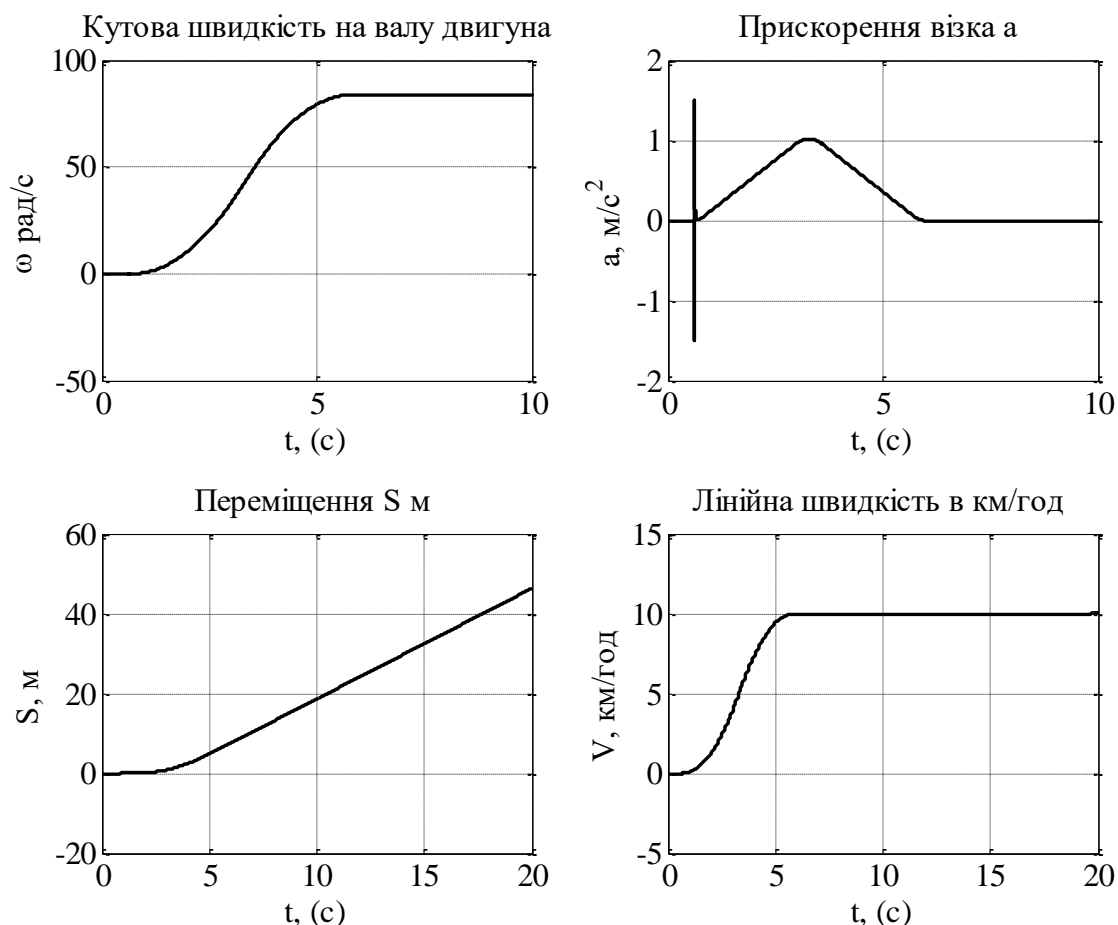 Кутова швидкість на валу двигуна
100
50
0
-50
ω рад/с
0
5
10
t, (с)
Прискорення візка а
2
1
0
-1
-2
а, м/с²
0
5
10
t, (с)
Переміщення S м
60
40
20
0
-20
S, м
0
5
10
15
20
t, (с)
Лінійна швидкість в км/год
15
10
5
0
-5
V, км/год
0
5
10
15
20
t, (с)